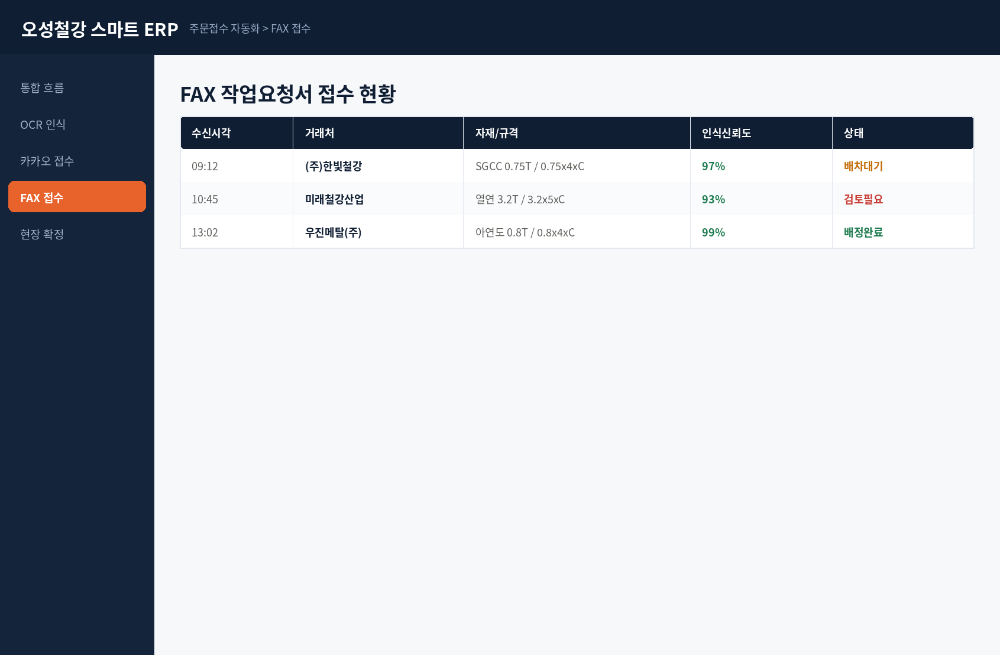 오성철강 스마트 ERP 주문접수 자동화 > FAX 접수
통합 흐름
OCR 인식
카카오 접수
FAX 접수
현장 확정
FAX 작업요청서 접수 현황
수신시각 거래처 자재/규격 인식신뢰도 상태
09:12 (주)한빛철강 SGCC 0.75T / 0.75x4xC 97% 배차대기
10:45 미래철강산업 열연 3.2T / 3.2x5xC 93% 검토필요
13:02 우진메탈(주) 아연도 0.8T / 0.8x4xC 99% 배정완료